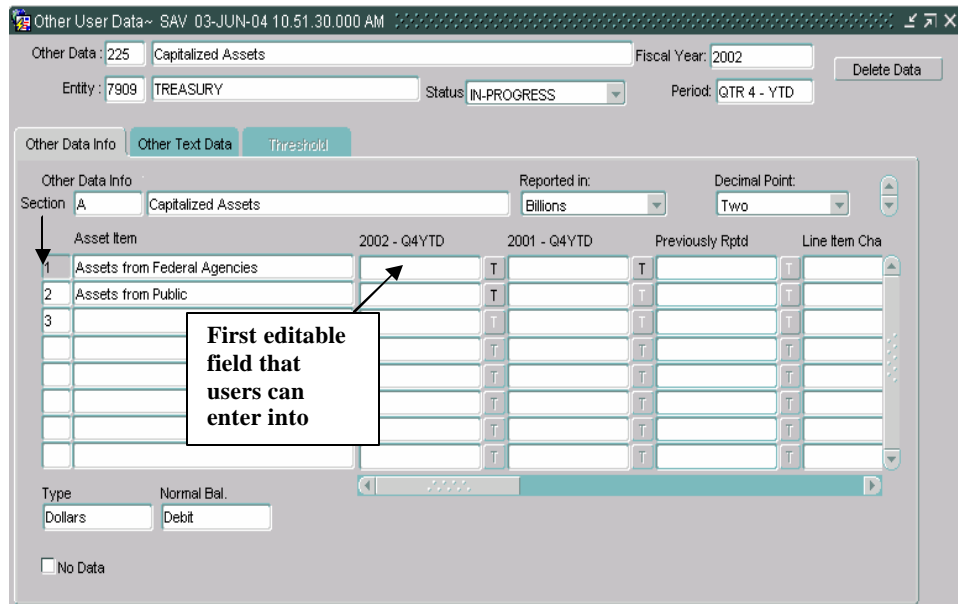 Other User Data~ SAV 03-JUN-04 10.51.30.000 AM
Other Data : 225 Capitalized Assets Fiscal Year: 2002
Delete Data
Entity : 7909 TREASURY Status IN-PROGRESS Period: QTR 4 - YTD
Other Data Info Other Text Data Threshold
Other Data Info Reported in: Decimal Point:
Section A Capitalized Assets Billions Two
Asset Item 2002 - Q4YTD 2001 - Q4YTD Previously Rptd Line Item Cha
1 Assets from Federal Agencies T T T
2 Assets from Public T T T
3 T T T
T T T
T T T
T T T
T T T
T T T
First editable
field that
users can
enter into
Type Normal Bal.
Dollars Debit
No Data